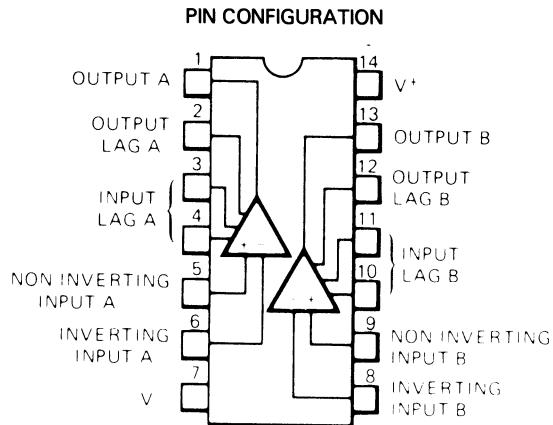 PIN CONFIGURATION
1
OUTPUT A
2
OUTPUT
LAG A
3
INPUT
LAG A
4
5
NON INVERTING
INPUT A
6
INVERTING
INPUT A
7
V
14
V+
13
OUTPUT B
12
OUTPUT
LAG B
11
INPUT
LAG B
10
9
NON INVERTING
INPUT B
8
INVERTING
INPUT B
+ -
- +